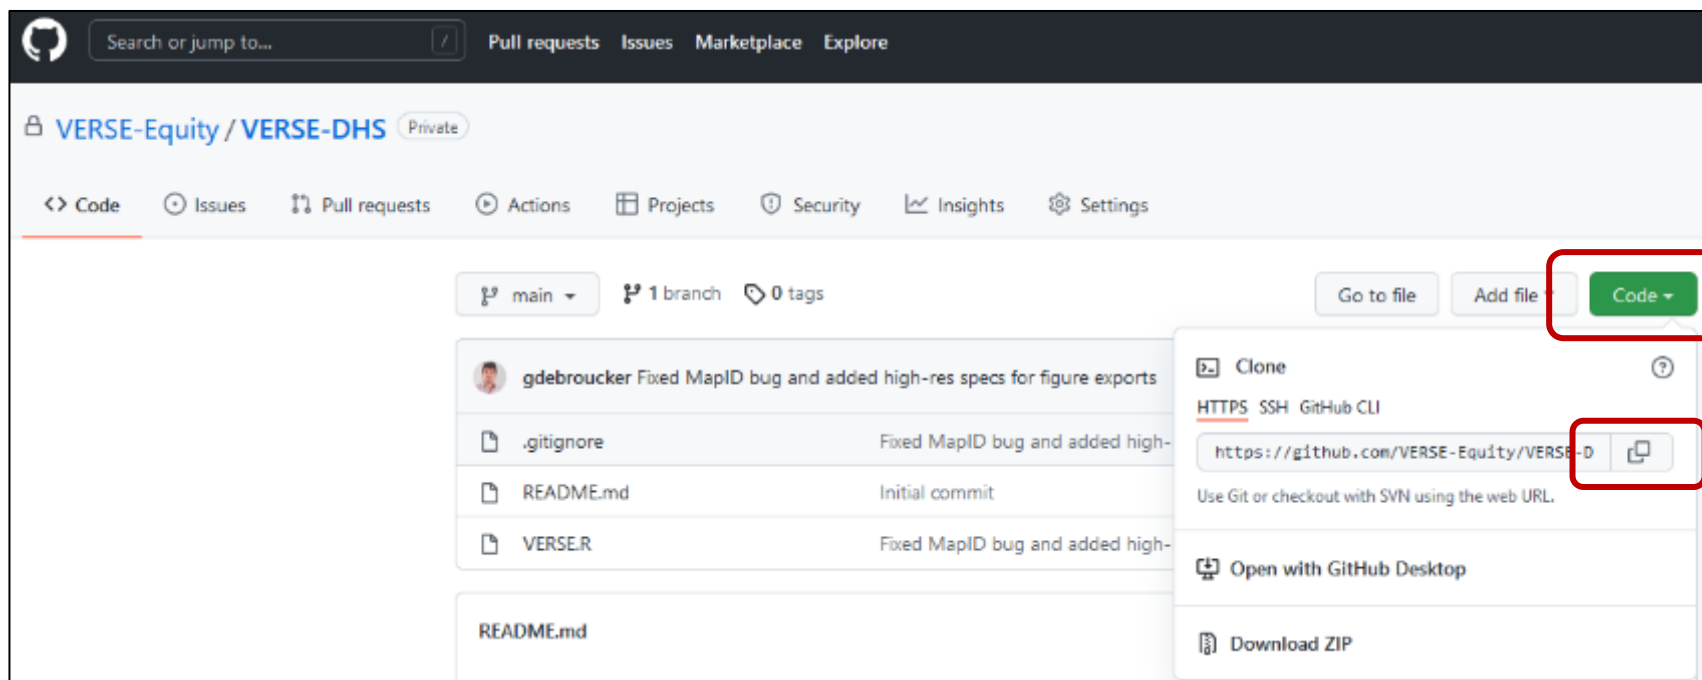 Search or jump to... /
Pull requests Issues Marketplace Explore
VERSE-Equity / VERSE-DHS Private
<> Code Issues Pull requests Actions Projects Security Insights Settings
main 1 branch 0 tags Go to file Add file Code
gdebroucker Fixed MapID bug and added high-res specs for figure exports
.gitignore Fixed MapID bug and added high-
README.md Initial commit
VERSE.R Fixed MapID bug and added high-
README.md
Clone
HTTPS SSH GitHub CLI
https://github.com/VERSE-Equity/VERSE-D
Use Git or checkout with SVN using the web URL.
Open with GitHub Desktop
Download ZIP